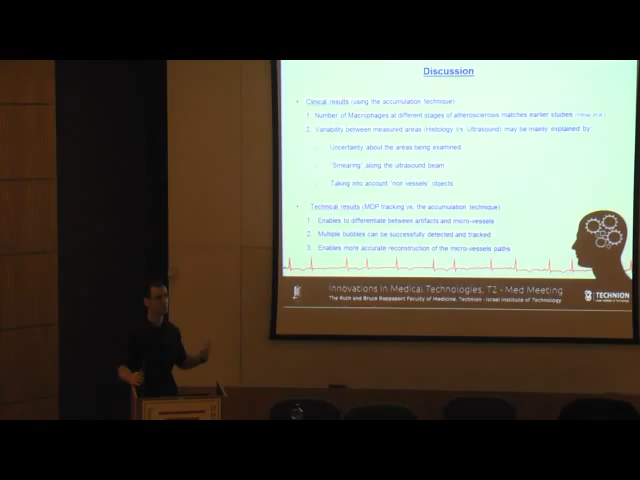 Discussion
• Clinical results (using the accumulation technique)
1. Number of Macrophages at different stages of atherosclerosis matches earlier studies
2. Variability between measured areas (Histology Vs. Ultrasound) may be mainly explained by:
Uncertainty about the areas being examined
"Smearing" along the ultrasound beam
Taking into account "non vessels" objects
• Technical results (MDP tracking vs. the accumulation technique)
1. Enables to differentiate between artifacts and micro-vessels
2. Multiple bubbles can be successfully detected and tracked
3. Enables more accurate reconstruction of the micro-vessels paths
Innovations in Medical Technologies, T2 - Med Meeting
The Ruth and Bruce Rappaport Faculty of Medicine, Technion - Israel Institute of Technology
TECHNION